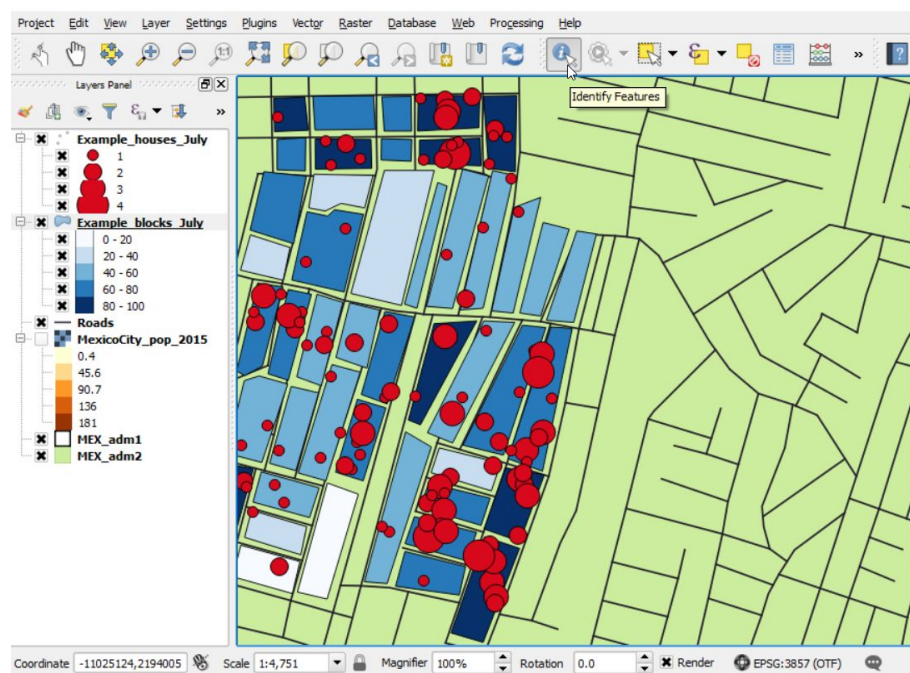 Project Edit View Layer Settings Plugins Vector Raster Database Web Processing Help
1:1
»
?
Identify Features
Layers Panel
»
Example_houses_July
1
2
3
4
Example_blocks_July
0 - 20
20 - 40
40 - 60
60 - 80
80 - 100
Roads
MexicoCity_pop_2015
0.4
45.6
90.7
136
181
MEX_adm1
MEX_adm2
Coordinate -11025124,2194005 Scale 1:4,751 Magnifier 100% Rotation 0.0 Render EPSG:3857 (OTF)